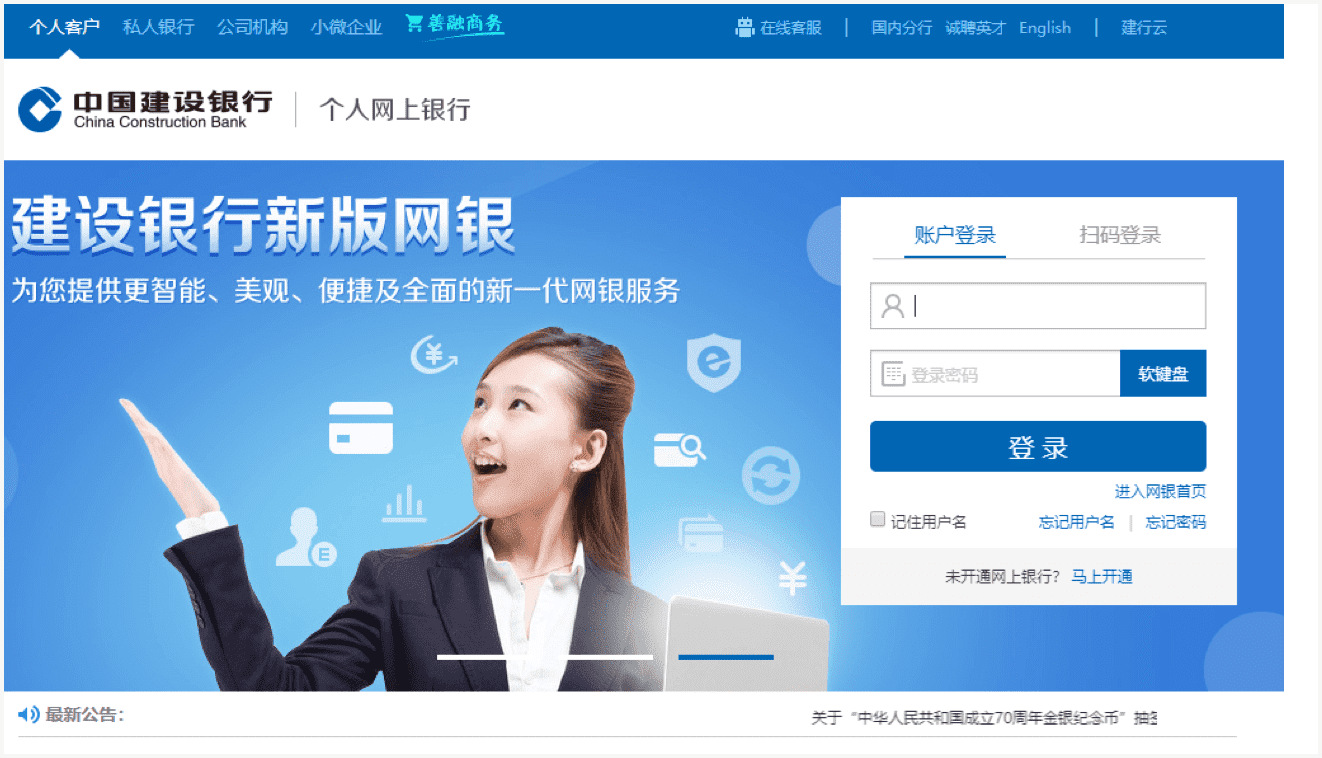 个人客户 私人银行 公司机构 小微企业 善融商务 在线客服 | 国内分行 诚聘英才 English | 建行云
中国建设银行
China Construction Bank
个人网上银行
建设银行新版网银
为您提供更智能、美观、便捷及全面的新一代网银服务
账户登录 扫码登录
登录密码 软键盘
登录
进入网银首页
记住用户名 忘记用户名 | 忘记密码
未开通网上银行? 马上开通
最新公告: 关于“中华人民共和国成立70周年金银纪念币”抽签